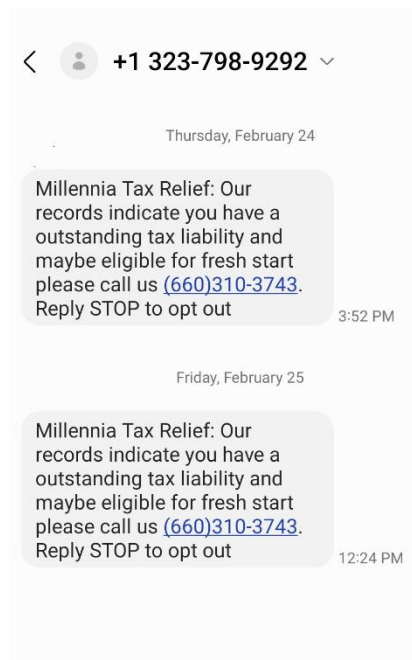 +1 323-798-9292
Thursday, February 24
Millennia Tax Relief: Our
records indicate you have a
outstanding tax liability and
maybe eligible for fresh start
please call us (660)310-3743.
Reply STOP to opt out
3:52 PM
Friday, February 25
Millennia Tax Relief: Our
records indicate you have a
outstanding tax liability and
maybe eligible for fresh start
please call us (660)310-3743.
Reply STOP to opt out
12:24 PM